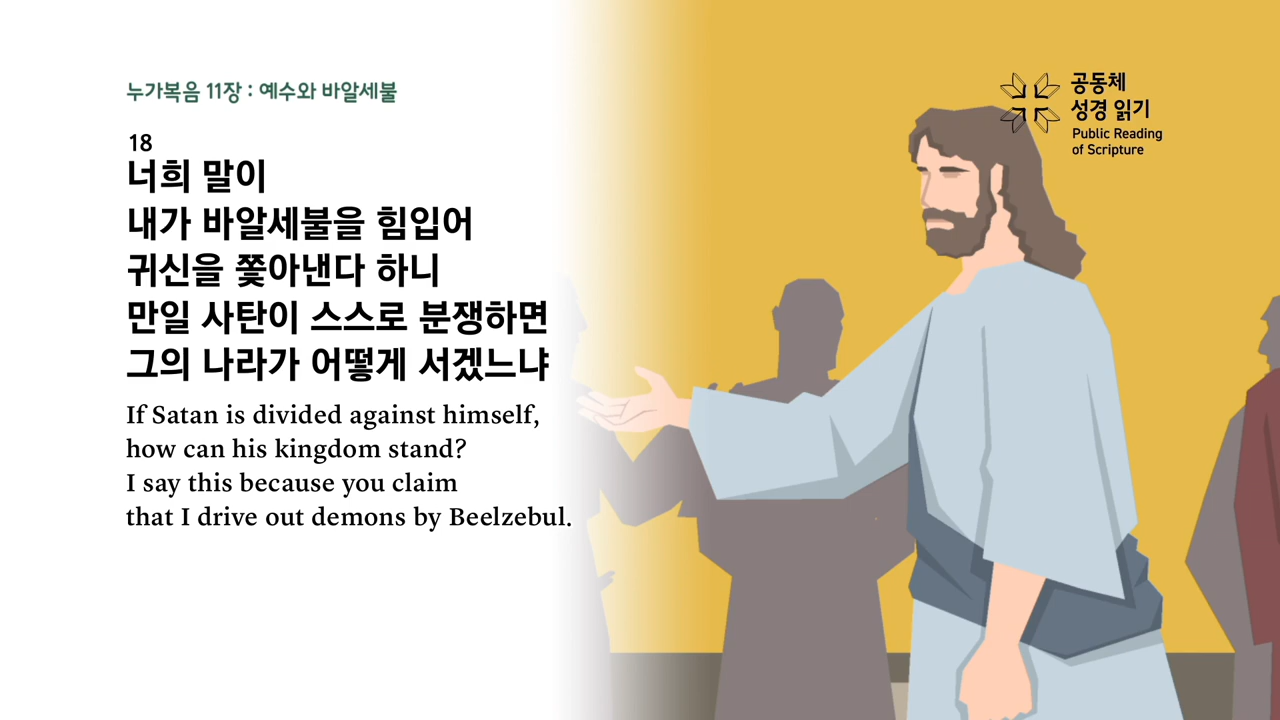 누가복음 11장 : 예수와 바알세불
18
너희 말이
내가 바알세불을 힘입어
귀신을 쫓아낸다 하니
만일 사탄이 스스로 분쟁하면
그의 나라가 어떻게 서겠느냐
If Satan is divided against himself,
how can his kingdom stand?
I say this because you claim
that I drive out demons by Beelzebul.
공동체
성경 읽기
Public Reading
of Scripture